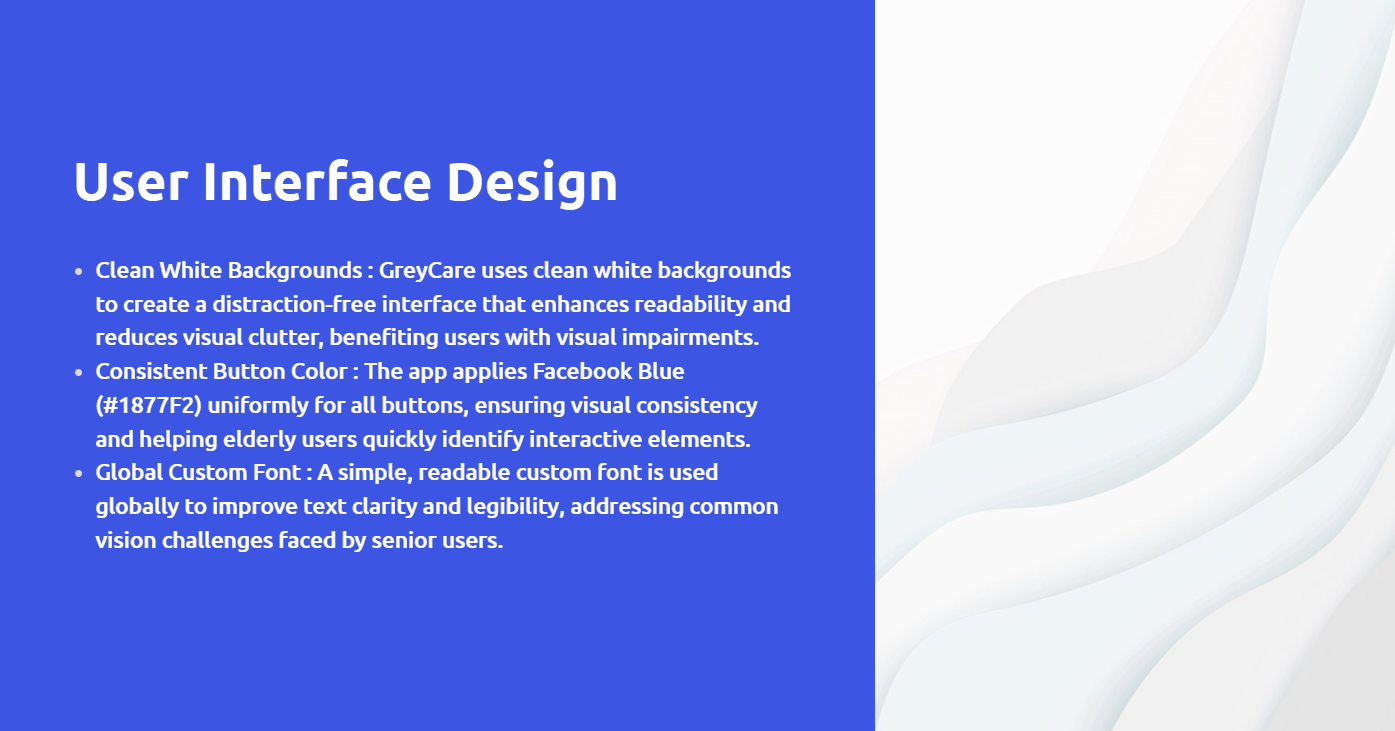 User Interface Design
• Clean White Backgrounds : GreyCare uses clean white backgrounds
to create a distraction-free interface that enhances readability and
reduces visual clutter, benefiting users with visual impairments.
• Consistent Button Color : The app applies Facebook Blue
(#1877F2) uniformly for all buttons, ensuring visual consistency
and helping elderly users quickly identify interactive elements.
• Global Custom Font : A simple, readable custom font is used
globally to improve text clarity and legibility, addressing common
vision challenges faced by senior users.